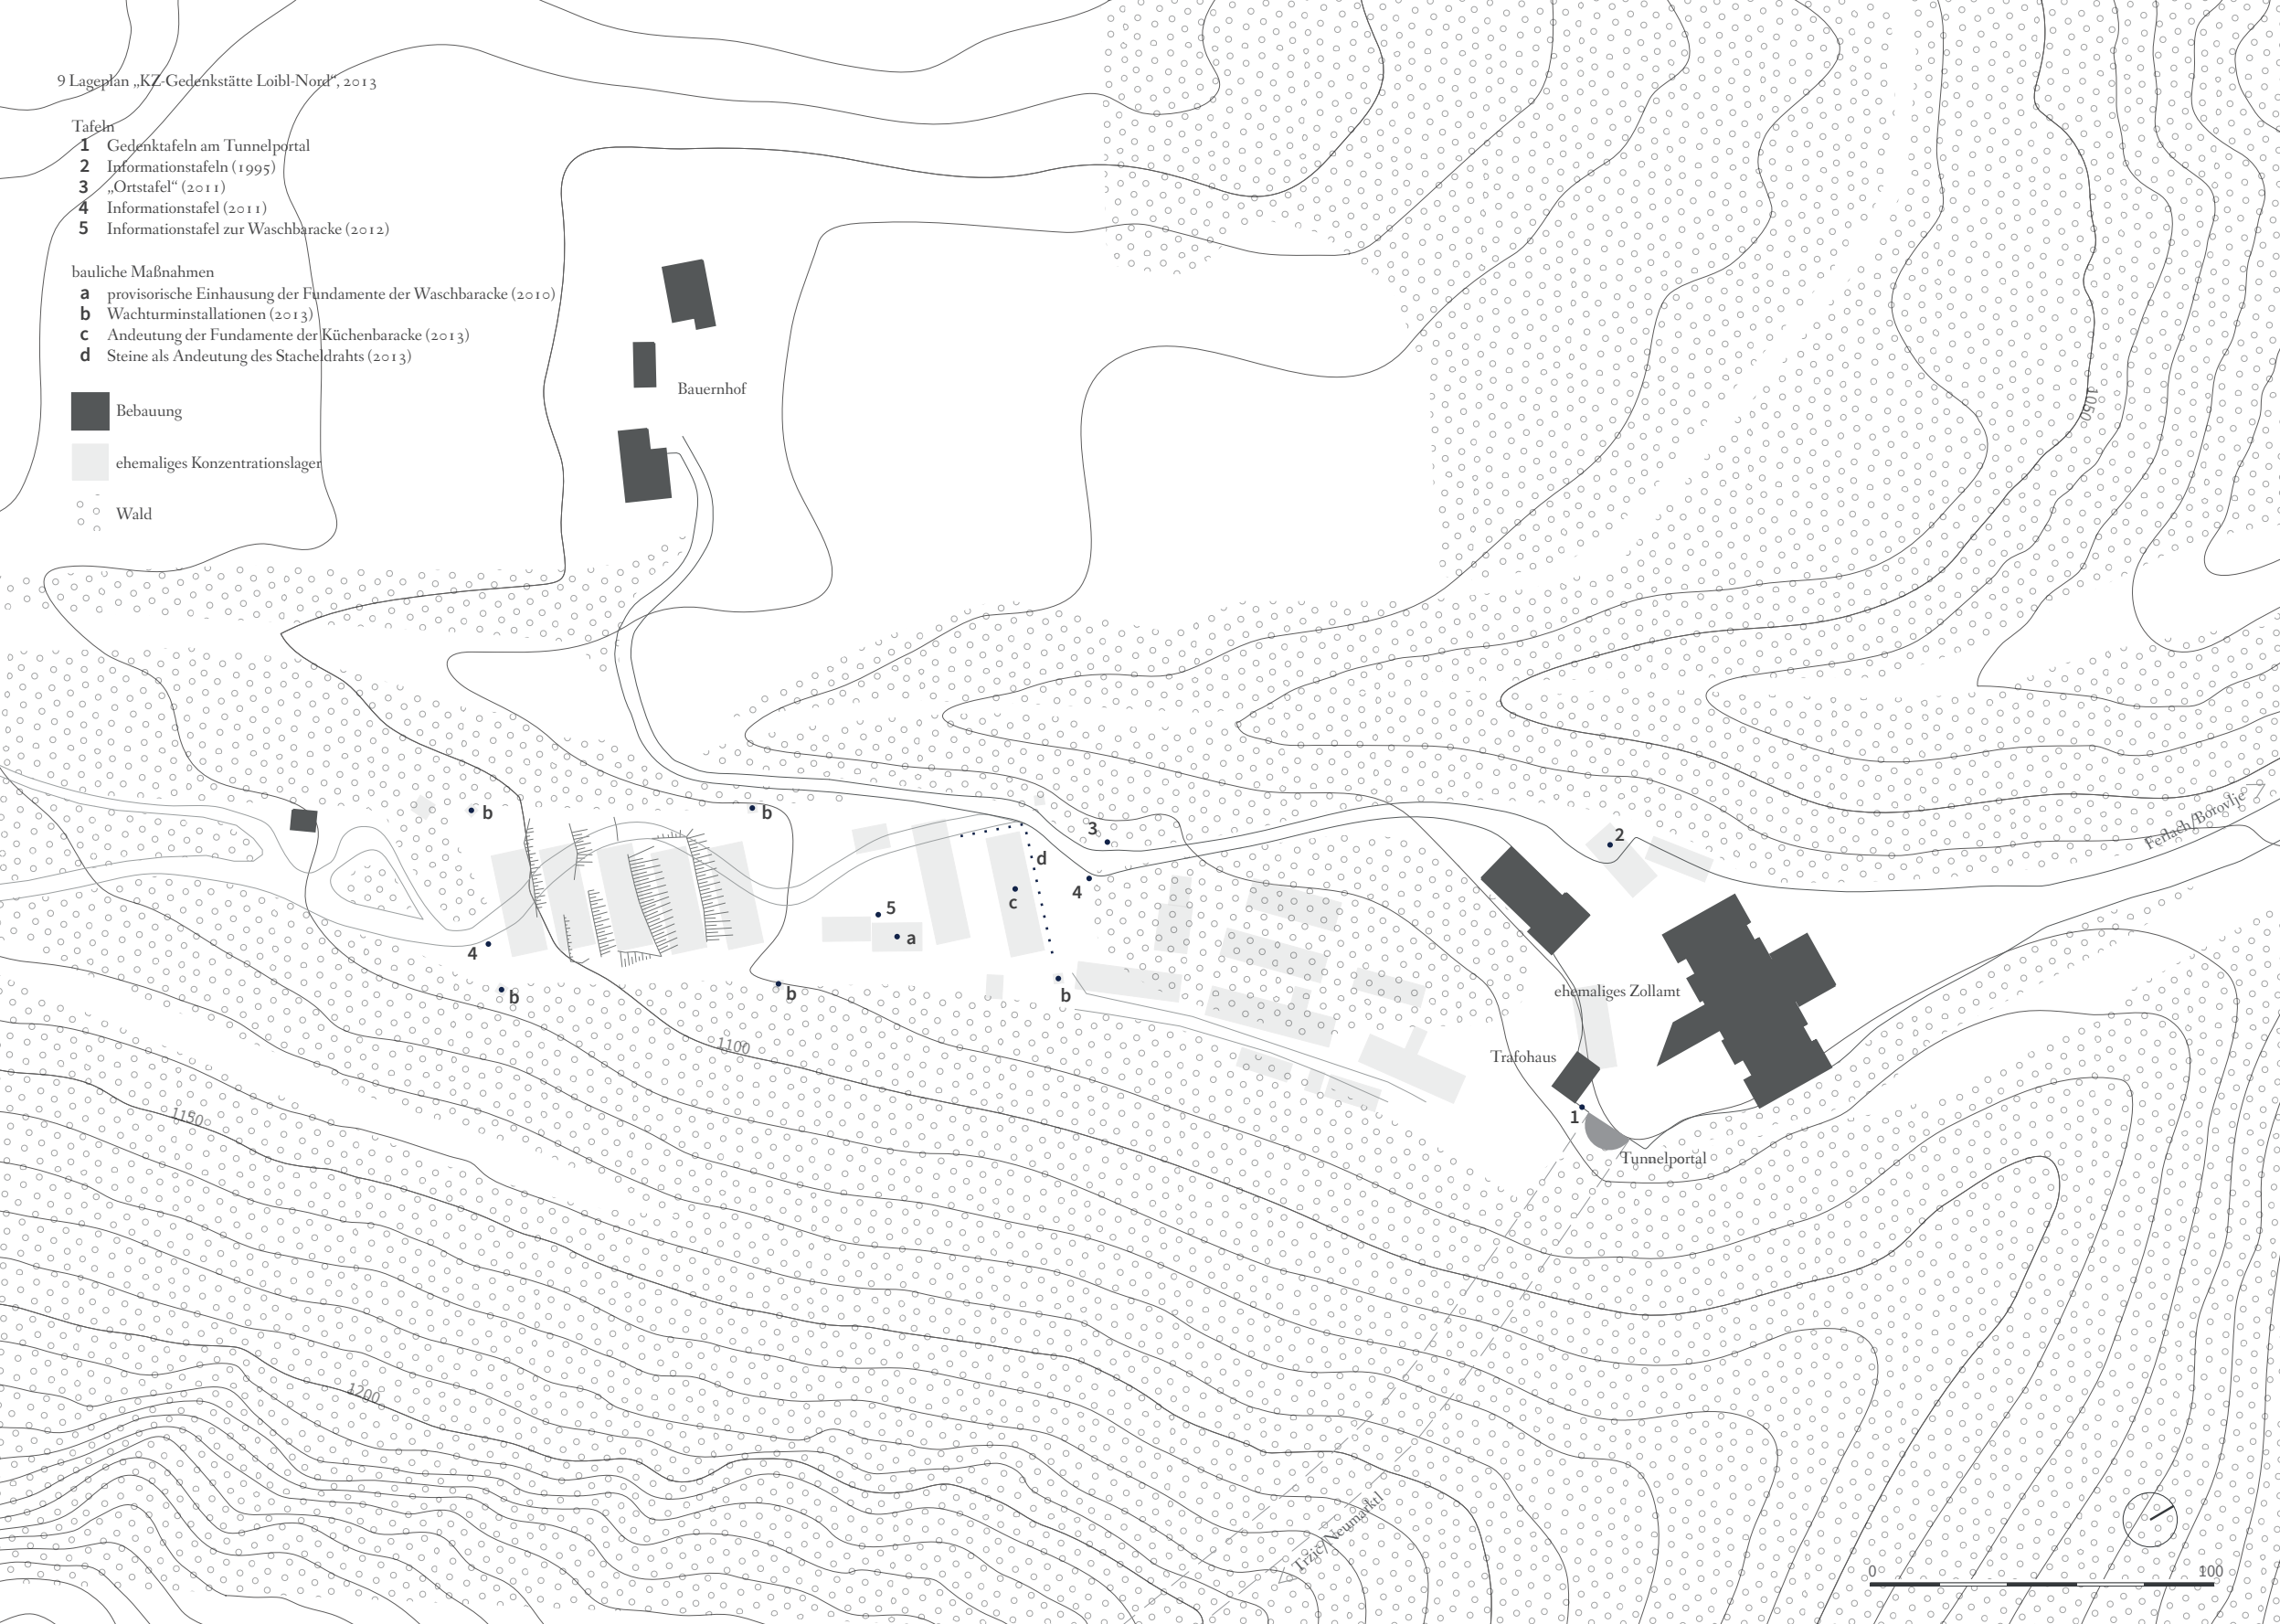 9 Lageplan „KZ-Gedenkstätte Loibl-Nord“, 2013
Tafeln
1 Gedenktafeln am Tunnelportal
2 Informationstafeln (1995)
3 „Ortstafel“ (2011)
4 Informationstafel (2011)
5 Informationstafel zur Waschbaracke (2012)
bauliche Maßnahmen
a provisorische Einhausung der Fundamente der Waschbaracke (2010)
b Wachturminstallationen (2013)
c Andeutung der Fundamente der Küchenbaracke (2013)
d Steine als Andeutung des Stacheldrahts (2013)
Bebauung
ehemaliges Konzentrationslager
Wald
Bauernhof
1050
Ferlach/Borovlje
b
b
3
2
d
4
c
5
a
4
b
b
b
ehemaliges Zollamt
1100
Trafohaus
1
1150
Tunnelportal
1200
Tržič/Neumarktl
0 100